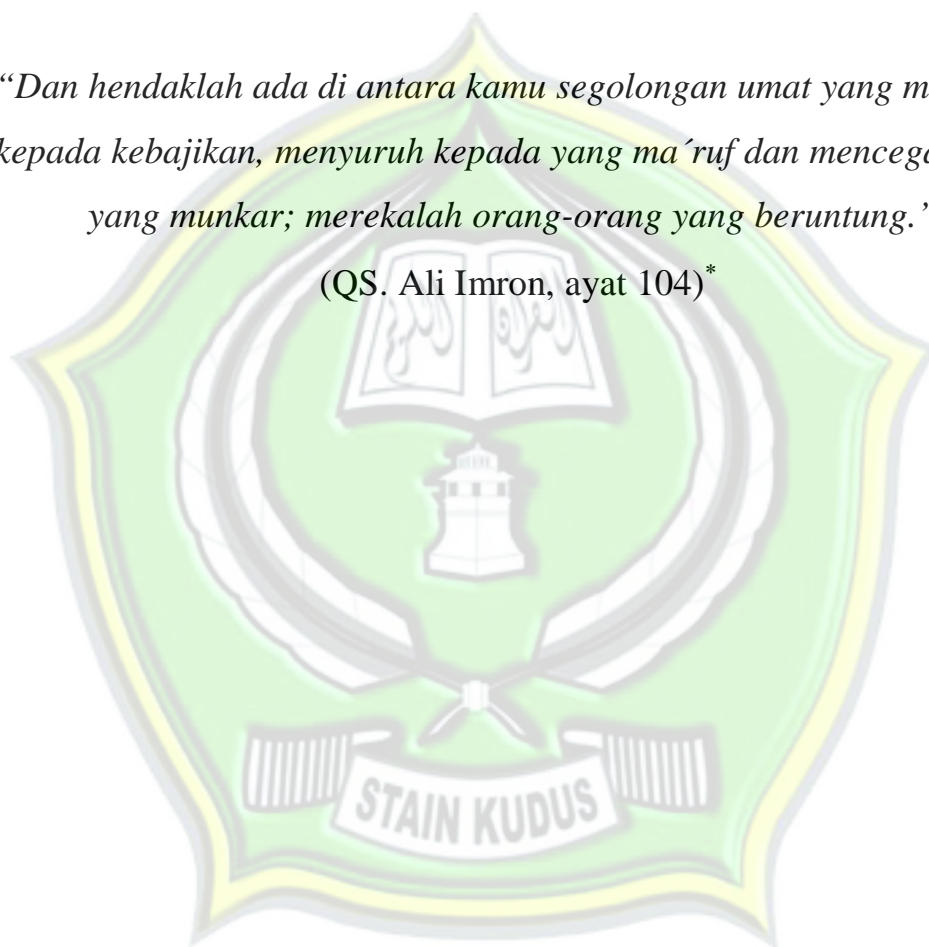 “Dan hendaklah ada di antara kamu segolongan umat yang
kepada kebajikan, menyuruh kepada yang ma´ruf dan
yang munkar; merekalah orang-orang yang beruntung.
(QS. Ali Imron, ayat 104)*
STAIN KUDUS